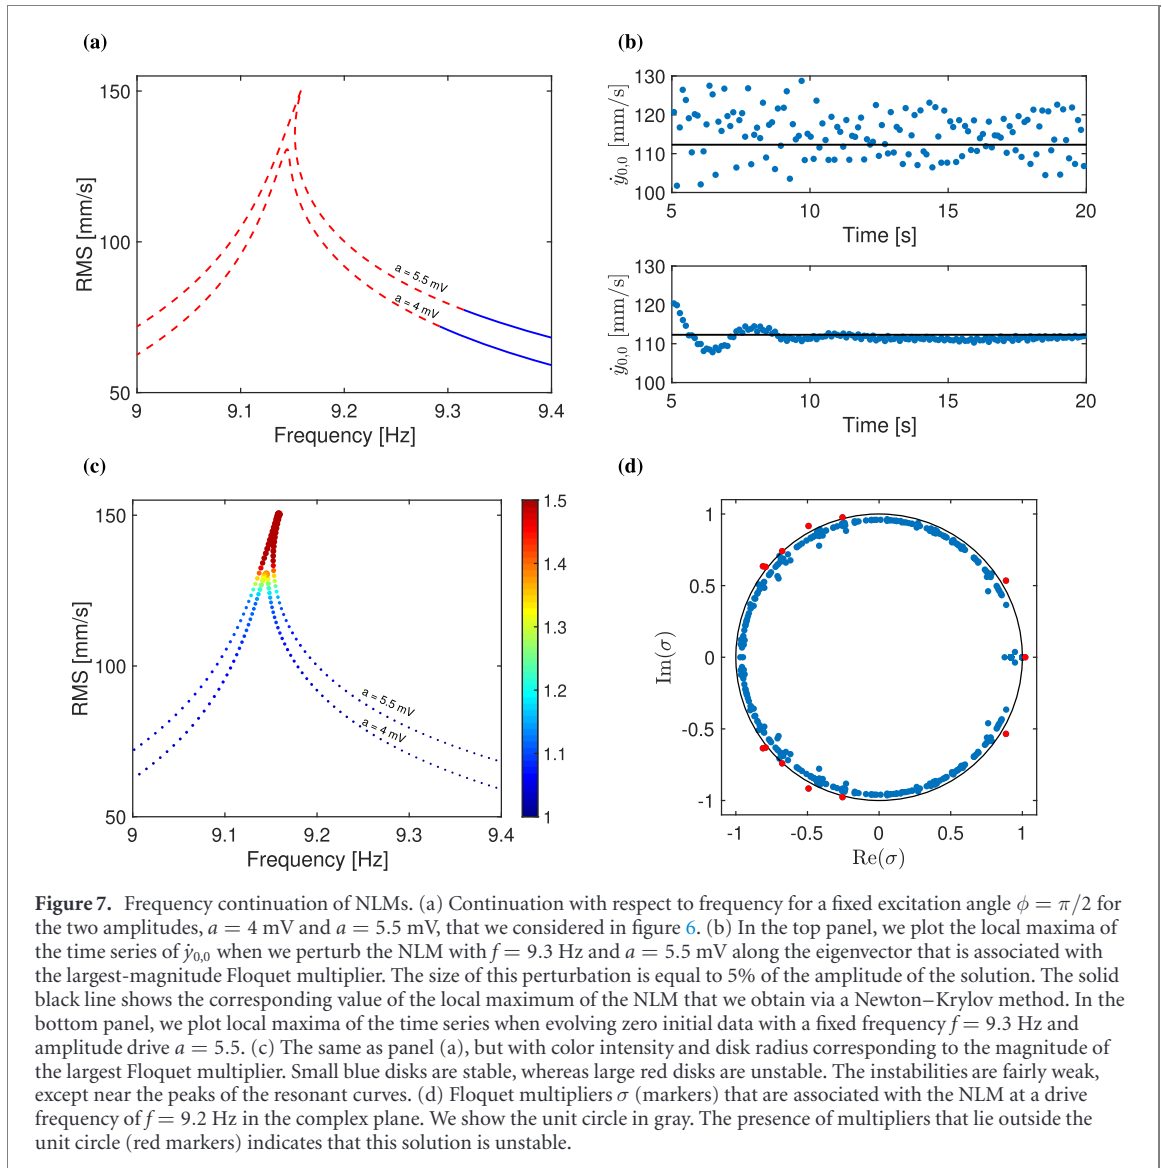 (a)
150
100
50
RMS [mm/s]
a = 5.5 mV
a = 4 mV
9
9.1
9.2
9.3
9.4
Frequency [Hz]
(b)
130
120
110
100
ẏ0,0 [mm/s]
5
10
15
20
Time [s]
130
120
110
100
ẏ0,0 [mm/s]
5
10
15
20
Time [s]
(c)
150
100
50
RMS [mm/s]
a = 5.5 mV
a = 4 mV
9
9.1
9.2
9.3
9.4
Frequency [Hz]
1.5
1.4
1.3
1.2
1.1
1
(d)
1
0.5
0
-0.5
-1
Im(σ)
-1
-0.5
0
0.5
1
Re(σ)
Figure 7. Frequency continuation of NLMs. (a) Continuation with respect to frequency for a fixed excitation angle ϕ = π/2 for
the two amplitudes, a = 4 mV and a = 5.5 mV, that we considered in figure 6. (b) In the top panel, we plot the local maxima of
the time series of ẏ0,0 when we perturb the NLM with f = 9.3 Hz and a = 5.5 mV along the eigenvector that is associated with
the largest-magnitude Floquet multiplier. The size of this perturbation is equal to 5% of the amplitude of the solution. The solid
black line shows the corresponding value of the local maximum of the NLM that we obtain via a Newton–Krylov method. In the
bottom panel, we plot local maxima of the time series when evolving zero initial data with a fixed frequency f = 9.3 Hz and
amplitude drive a = 5.5. (c) The same as panel (a), but with color intensity and disk radius corresponding to the magnitude of
the largest Floquet multiplier. Small blue disks are stable, whereas large red disks are unstable. The instabilities are fairly weak,
except near the peaks of the resonant curves. (d) Floquet multipliers σ (markers) that are associated with the NLM at a drive
frequency of f = 9.2 Hz in the complex plane. We show the unit circle in gray. The presence of multipliers that lie outside the
unit circle (red markers) indicates that this solution is unstable.